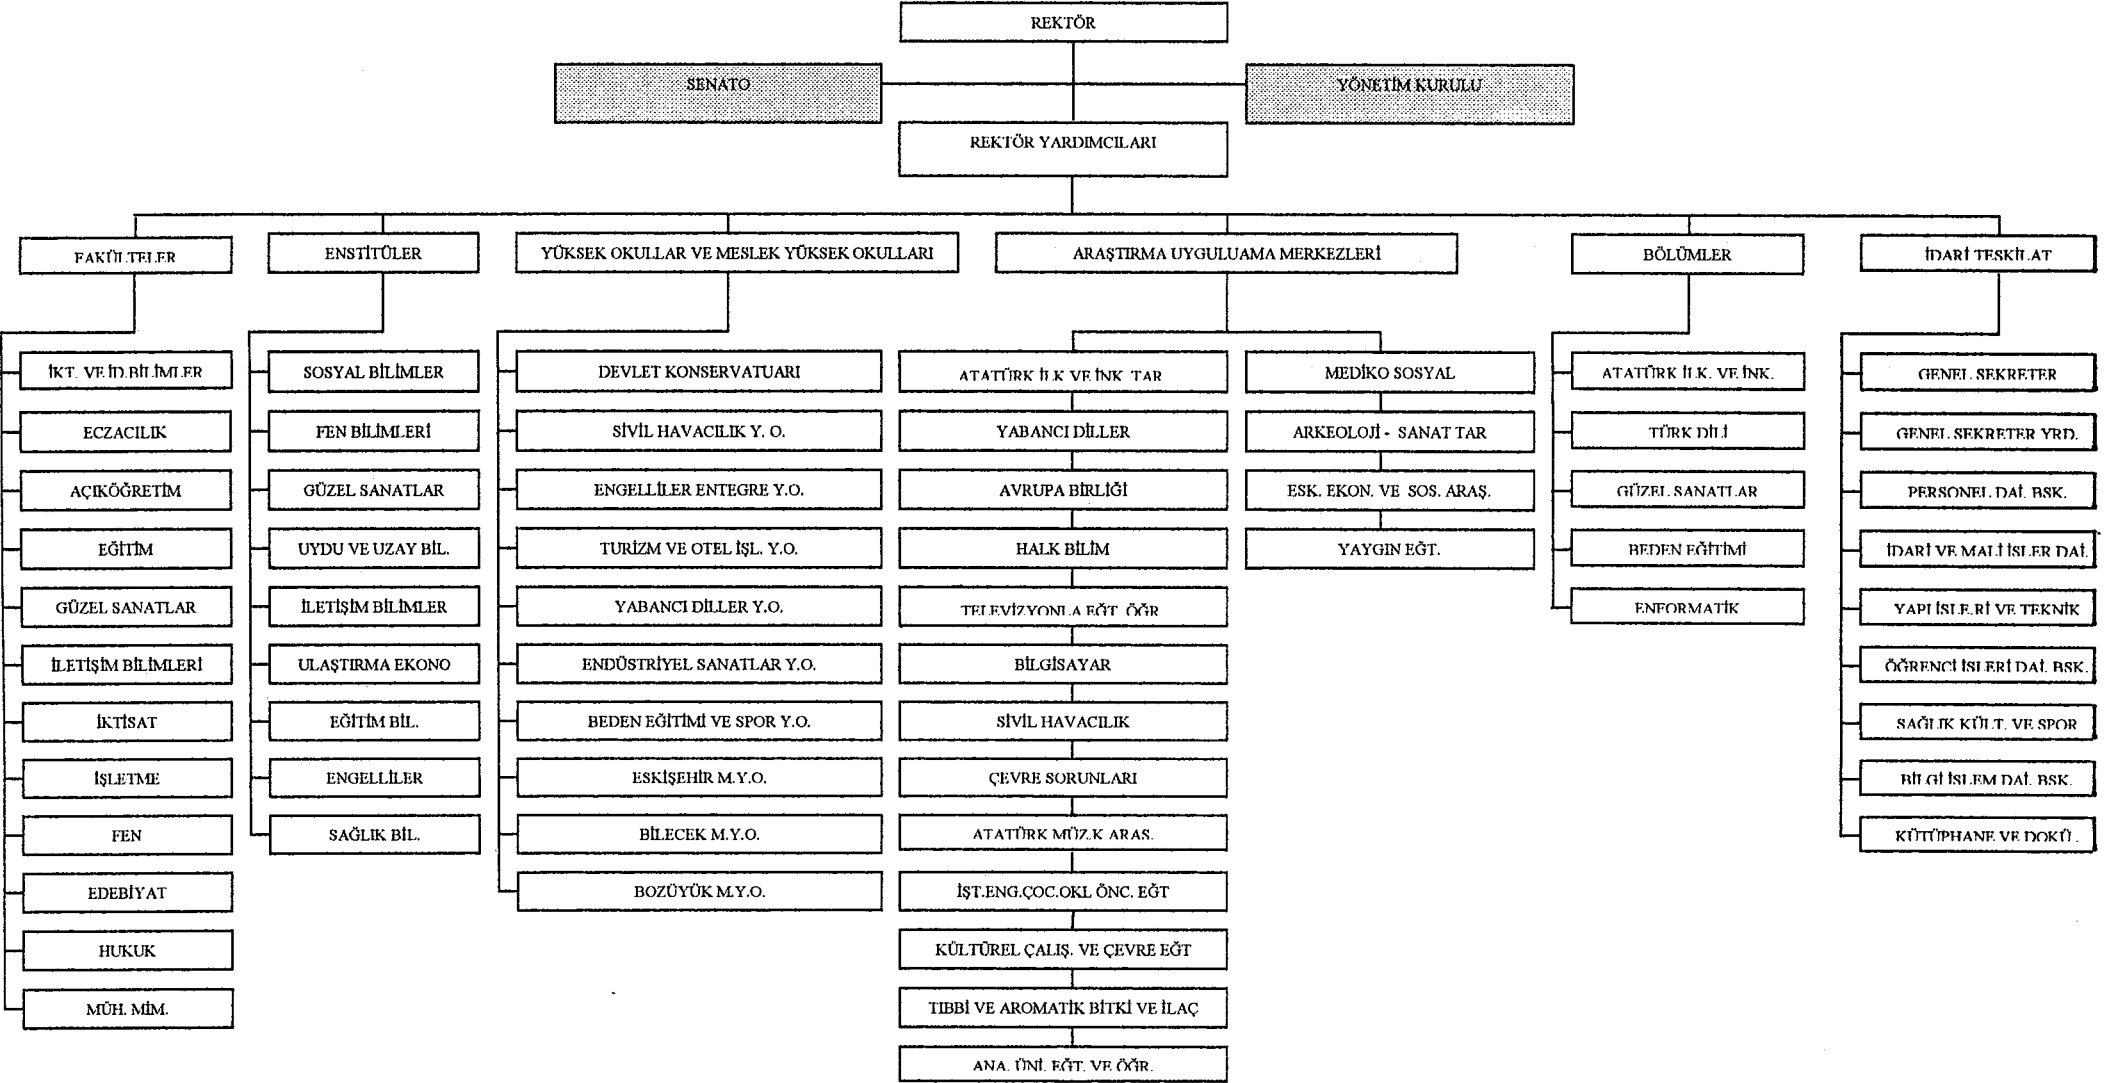 REKTÖR
SENATO
YÖNETİM KURULU
REKTÖR YARDIMCILARI
FAKÜLTELER
ENSTİTÜLER
YÜKSEK OKULLAR VE MESLEK YÜKSEK OKULLARI
ARAŞTIRMA UYGULUAMA MERKEZLERİ
BÖLÜMLER
İDARİ TEŞKİLAT
İKT. VE İD.BİLİMLER
ECZACILIK
AÇIKÖĞRETİM
EĞİTİM
GÜZEL SANATLAR
İLETİŞİM BİLİMLERİ
İKTİSAT
İŞLETME
FEN
EDEBİYAT
HUKUK
MÜH. MİM.
SOSYAL BİLİMLER
FEN BİLİMLERİ
GÜZEL SANATLAR
UYDU VE UZAY BİL.
İLETİŞİM BİLİMLER
ULAŞTIRMA EKONO
EĞİTİM BİL.
ENGELLİLER
SAĞLIK BİL.
DEVLET KONSERVATUARI
SİVİL HAVACILIK Y. O.
ENGELLİLER ENTEGRE Y.O.
TURİZM VE OTEL İŞL. Y.O.
YABANCI DİLLER Y.O.
ENDÜSTRİYEL SANATLAR Y.O.
BEDEN EĞİTİMİ VE SPOR Y.O.
ESKİŞEHİR M.Y.O.
BİLECEK M.Y.O.
BOZÜYÜK M.Y.O.
ATATÜRK İLK VE İNK. TAR
YABANCI DİLLER
AVRUPA BİRLİĞİ
HALK BİLİM
TELEVİZYONLA EĞT. ÖĞR
BİLGİSAYAR
SİVİL HAVACILIK
ÇEVRE SORUNLARI
ATATÜRK MÜZ.K ARAŞ.
İŞT.ENG.ÇOC.OKL ÖNC. EĞT
KÜLTÜREL ÇALIŞ. VE ÇEVRE EĞT
TIBBİ VE AROMATİK BİTKİ VE İLAÇ
ANA. ÜNİ. EĞT. VE ÖĞR.
MEDİKO SOSYAL
ARKEOLOJİ - SANAT TAR
ESK. EKON. VE SOS. ARAŞ.
YAYGIN EĞT.
ATATÜRK İLK. VE İNK.
TÜRK DİLİ
GÜZEL SANATLAR
BEDEN EĞİTİMİ
ENFORMATİK
GENEL SEKRETER
GENEL SEKRETER YRD.
PERSONEL DAİ. BŞK.
İDARİ VE MALİ İŞLER DAİ.
YAPI İŞLERİ VE TEKNİK
ÖĞRENCİ İŞLERİ DAİ. BŞK.
SAĞLIK KÜLT. VE SPOR
BİLGİ İŞLEM DAİ. BŞK.
KÜTÜPHANE VE DOKÜ.